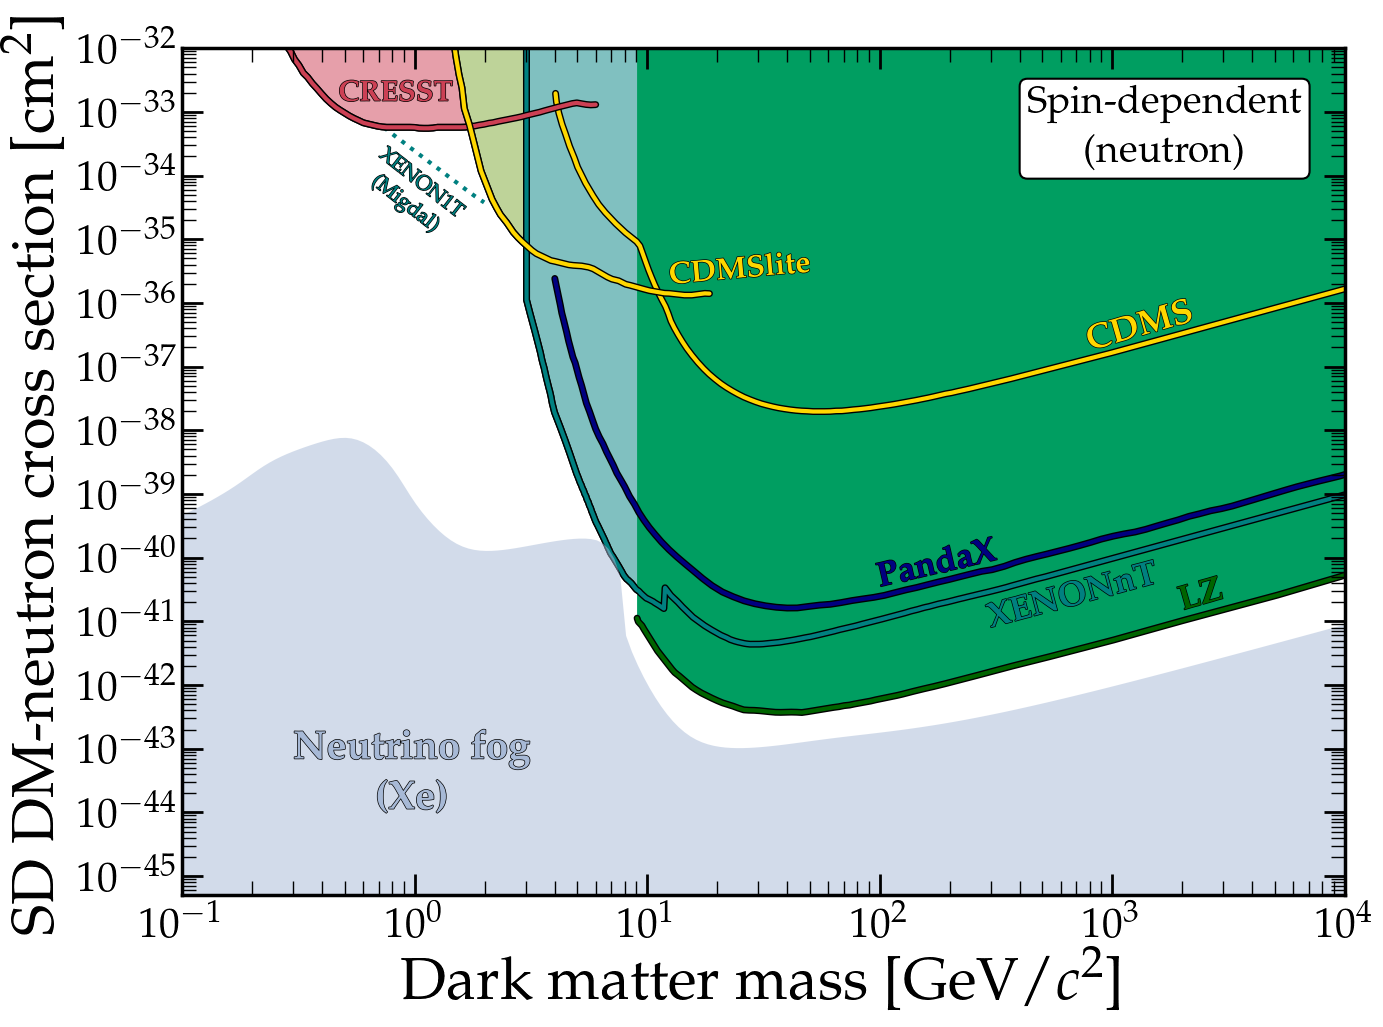 SD DM-neutron cross section [cm²]
10⁻³²
10⁻³³
10⁻³⁴
10⁻³⁵
10⁻³⁶
10⁻³⁷
10⁻³⁸
10⁻³⁹
10⁻⁴⁰
10⁻⁴¹
10⁻⁴²
10⁻⁴³
10⁻⁴⁴
10⁻⁴⁵
Spin-dependent
(neutron)
CRESST
XENON1T
(Migdal)
CDMSlite
CDMS
PandaX
XENONnT
LZ
Neutrino fog
(Xe)
10⁻¹ 10⁰ 10¹ 10² 10³ 10⁴
Dark matter mass [GeV/c²]